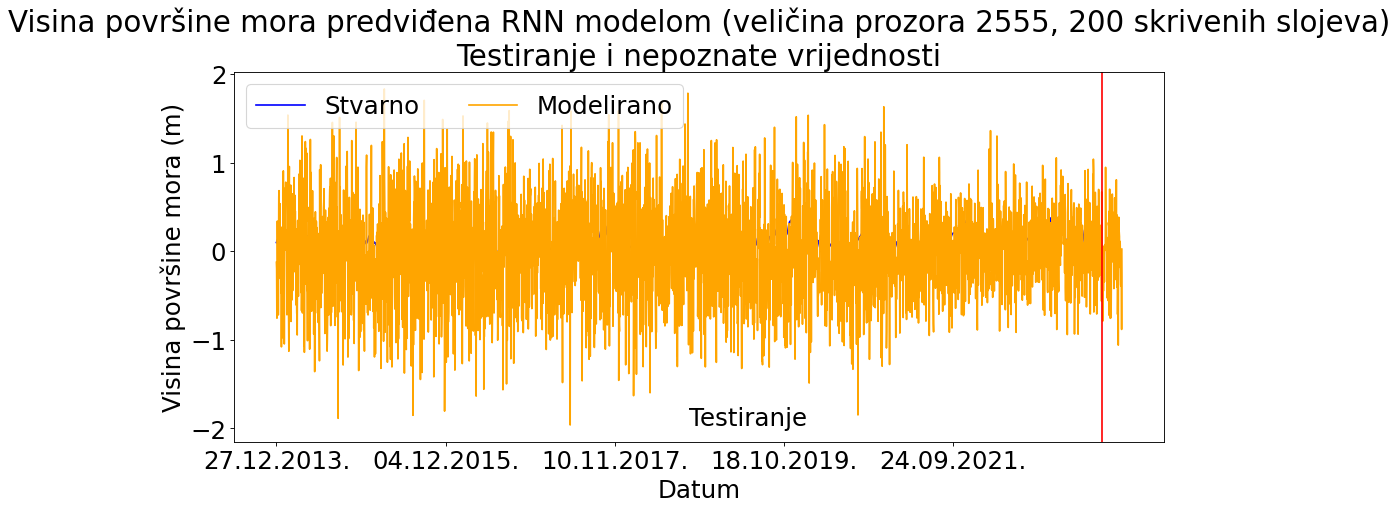 Visina površine mora predviđena RNN modelom (veličina prozora 2555, 200 skrivenih slojeva)
Testiranje i nepoznate vrijednosti
Stvarno Modelirano
Visina površine mora (m)
2
1
0
−1
−2
Testiranje
27.12.2013. 04.12.2015. 10.11.2017. 18.10.2019. 24.09.2021.
Datum